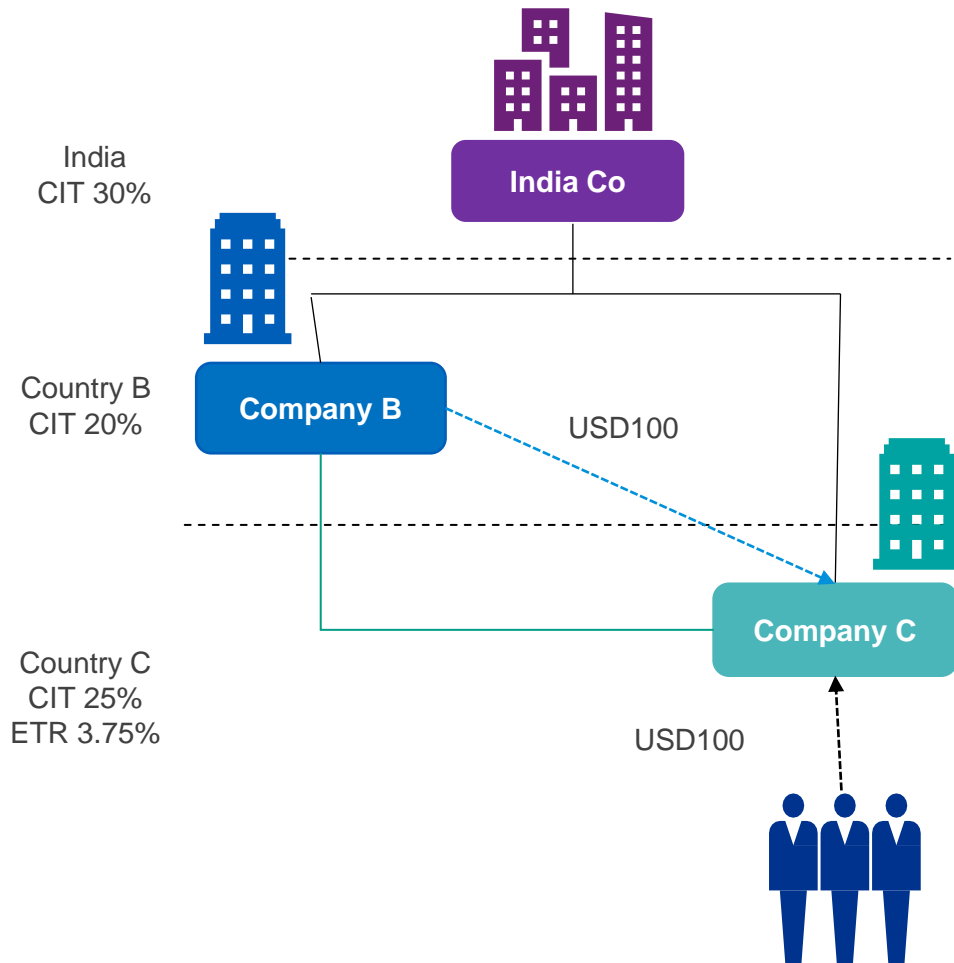 India Co
India
CIT 30%
Country B
CIT 20%
Company B
USD100
Company C
Country C
CIT 25%
ETR 3.75%
USD100